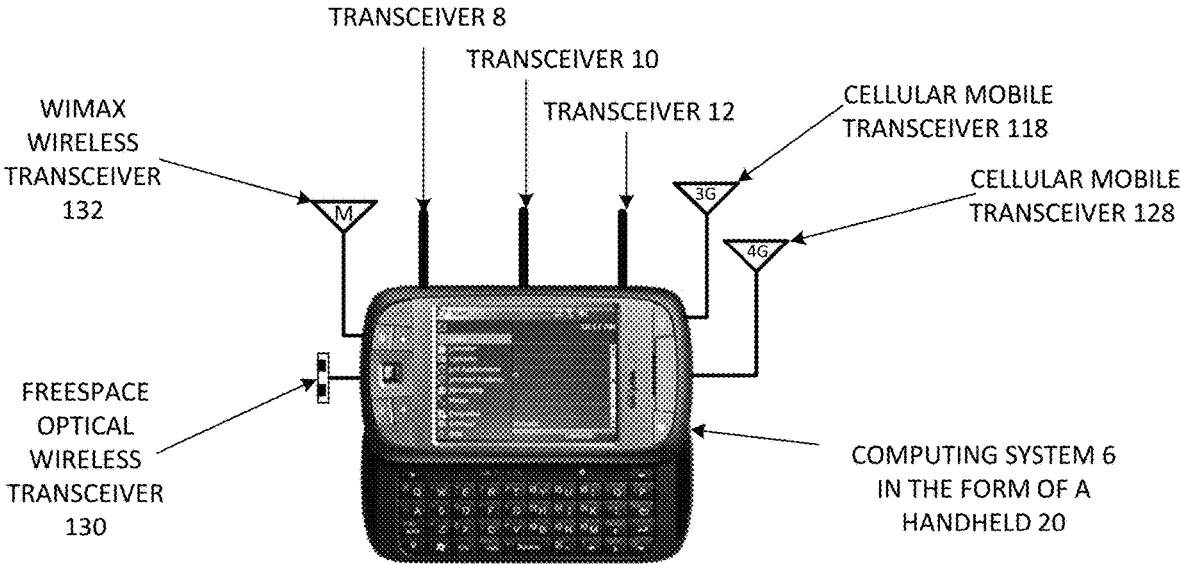 TRANSCEIVER 8
TRANSCEIVER 10
TRANSCEIVER 12
WIMAX
WIRELESS
TRANSCEIVER
132
CELLULAR MOBILE
TRANSCEIVER 118
CELLULAR MOBILE
TRANSCEIVER 128
M
3G
4G
FREESPACE
OPTICAL
WIRELESS
TRANSCEIVER
130
COMPUTING SYSTEM 6
IN THE FORM OF A
HANDHELD 20